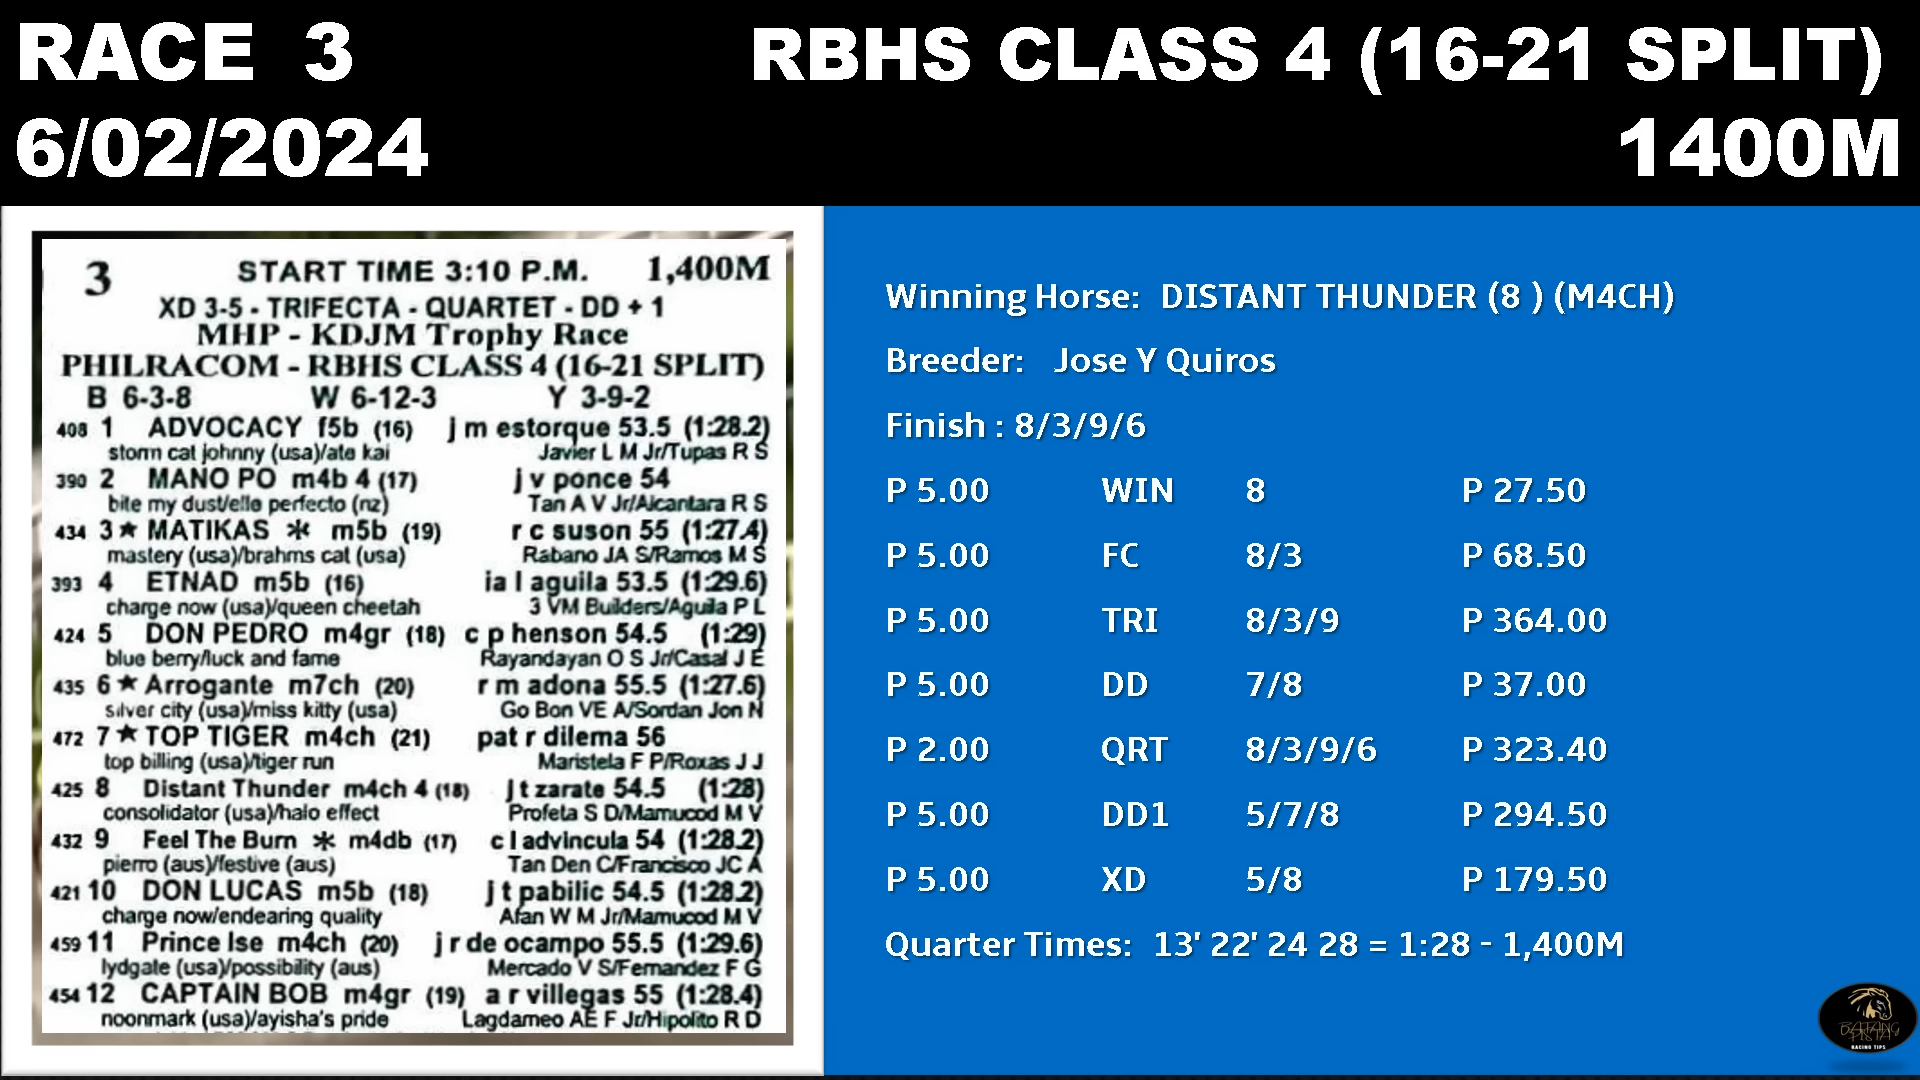 RACE 3
RBHS CLASS 4 (16-21 SPLIT)
6/02/2024
1400M
3 START TIME 3:10 P.M. 1,400M
XD 3-5 - TRIFECTA - QUARTET - DD + 1
MHP - KDJM Trophy Race
PHILRACOM - RBHS CLASS 4 (16-21 SPLIT)
B 6-3-8 W 6-12-3 Y 3-9-2
408 1 ADVOCACY f5b (16) j m estorque 53.5 (1:28.2)
storm cat johnny (usa)/ate kai Javier L M Jr/Tupas R S
390 2 MANO PO m4b 4 (17) j v ponce 54
bite my dust/elle perfecto (nz) Tan A V Jr/Alcantara R S
434 3 ★ MATIKAS ✻ m5b (19) r c suson 55 (1:27.4)
mastery (usa)/brahms cat (usa) Rabano JA S/Ramos M S
393 4 ETNAD m5b (16) ia l aguila 53.5 (1:29.6)
charge now (usa)/queen cheetah 3 VM Builders/Aguila P L
424 5 DON PEDRO m4gr (18) c p henson 54.5 (1:29)
blue berry/luck and fame Rayandayan O S Jr/Casal J E
435 6 ★ Arrogante m7ch (20) r m adona 55.5 (1:27.6)
silver city (usa)/miss kitty (usa) Go Bon VE A/Sordan Jon N
472 7 ★ TOP TIGER m4ch (21) pat r dilema 56
top billing (usa)/tiger run Maristela F P/Roxas J J
425 8 Distant Thunder m4ch 4 (18) j t zarate 54.5 (1:28)
consolidator (usa)/halo effect Profeta S D/Mamucod M V
432 9 Feel The Burn ✻ m4db (17) c l advincula 54 (1:28.2)
pierro (aus)/festive (aus) Tan Den C/Francisco JC A
421 10 DON LUCAS m5b (18) j t pabilic 54.5 (1:28.2)
charge now/endearing quality Afan W M Jr/Mamucod M V
459 11 Prince Ise m4ch (20) j r de ocampo 55.5 (1:29.6)
lydgate (usa)/possibility (aus) Mercado V S/Fernandez F G
454 12 CAPTAIN BOB m4gr (19) a r villegas 55 (1:28.4)
noonmark (usa)/ayisha's pride Lagdameo AE F Jr/Hipolito R D
Winning Horse: DISTANT THUNDER (8 ) (M4CH)
Breeder: Jose Y Quiros
Finish : 8/3/9/6
P 5.00 WIN 8 P 27.50
P 5.00 FC 8/3 P 68.50
P 5.00 TRI 8/3/9 P 364.00
P 5.00 DD 7/8 P 37.00
P 2.00 QRT 8/3/9/6 P 323.40
P 5.00 DD1 5/7/8 P 294.50
P 5.00 XD 5/8 P 179.50
Quarter Times: 13' 22' 24 28 = 1:28 - 1,400M
BATANG
PISTA
RACING TIPS